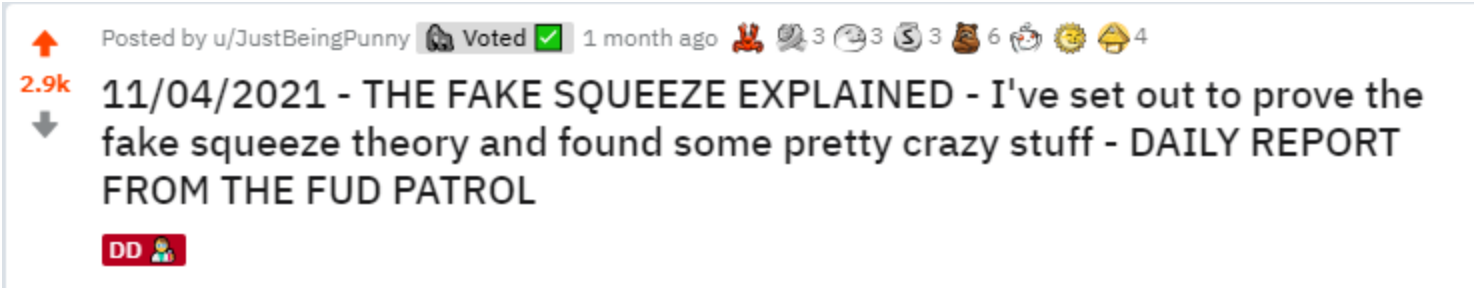 Posted by u/JustBeingPunny Voted 1 month ago 3 3 S 3 6 4
2.9k
11/04/2021 - THE FAKE SQUEEZE EXPLAINED - I've set out to prove the
fake squeeze theory and found some pretty crazy stuff - DAILY REPORT
FROM THE FUD PATROL
DD